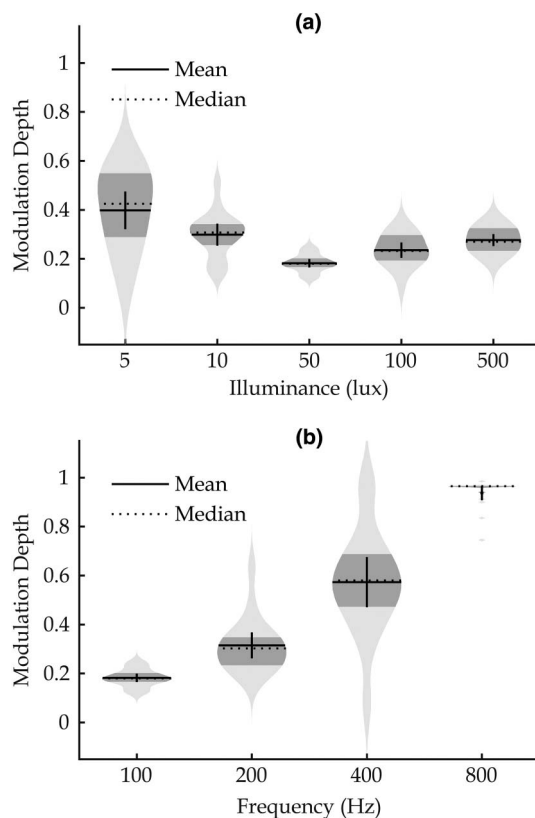 (a)
Modulation Depth
1
0.8
0.6
0.4
0.2
0
Mean
Median
5 10 50 100 500
Illuminance (lux)
(b)
Modulation Depth
1
0.8
0.6
0.4
0.2
0
Mean
Median
100 200 400 800
Frequency (Hz)